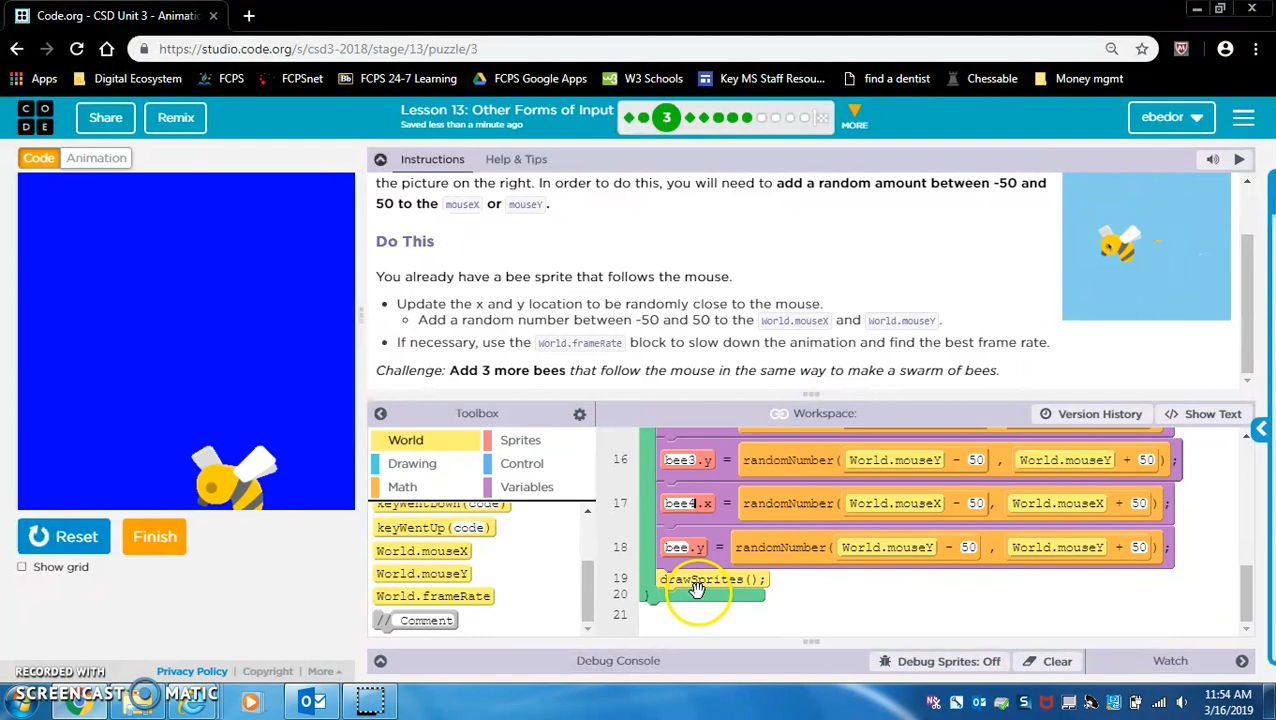 Code.org - CSD Unit 3 - Animatic
https://studio.code.org/s/csd3-2018/stage/13/puzzle/3
Apps
Digital Ecosystem
FCPS
FCPSnet
Bb FCPS 24-7 Learning
FCPS Google Apps
W3 Schools
Key MS Staff Resou...
find a dentist
Chessable
Money mgmt
CODE
Share
Remix
Lesson 13: Other Forms of Input
Saved less than a minute ago
3
MORE
ebedor
Code
Animation
Instructions
Help & Tips
the picture on the right. In order to do this, you will need to add a random amount between -50 and
50 to the mouseX or mouseY.
Do This
You already have a bee sprite that follows the mouse.
Update the x and y location to be randomly close to the mouse.
Add a random number between -50 and 50 to the World.mouseX and World.mouseY.
If necessary, use the World.frameRate block to slow down the animation and find the best frame rate.
Challenge: Add 3 more bees that follow the mouse in the same way to make a swarm of bees.
Toolbox
Workspace:
Version History
Show Text
World
Sprites
Drawing
Control
Math
Variables
keyWentDown(code)
keyWentUp(code)
World.mouseX
World.mouseY
World.frameRate
// Comment
16 bee3.y = randomNumber( World.mouseY - 50 , World.mouseY + 50 );
17 bee4.x = randomNumber( World.mouseX - 50 , World.mouseX + 50 );
18 bee.y = randomNumber( World.mouseY - 50 , World.mouseY + 50 );
19 drawSprites();
20 }
21
Reset
Finish
Show grid
Debug Console
Debug Sprites: Off
Clear
Watch
Privacy Policy | Copyright | More
RECORDED WITH
SCREENCAST MATIC
11:54 AM
3/16/2019